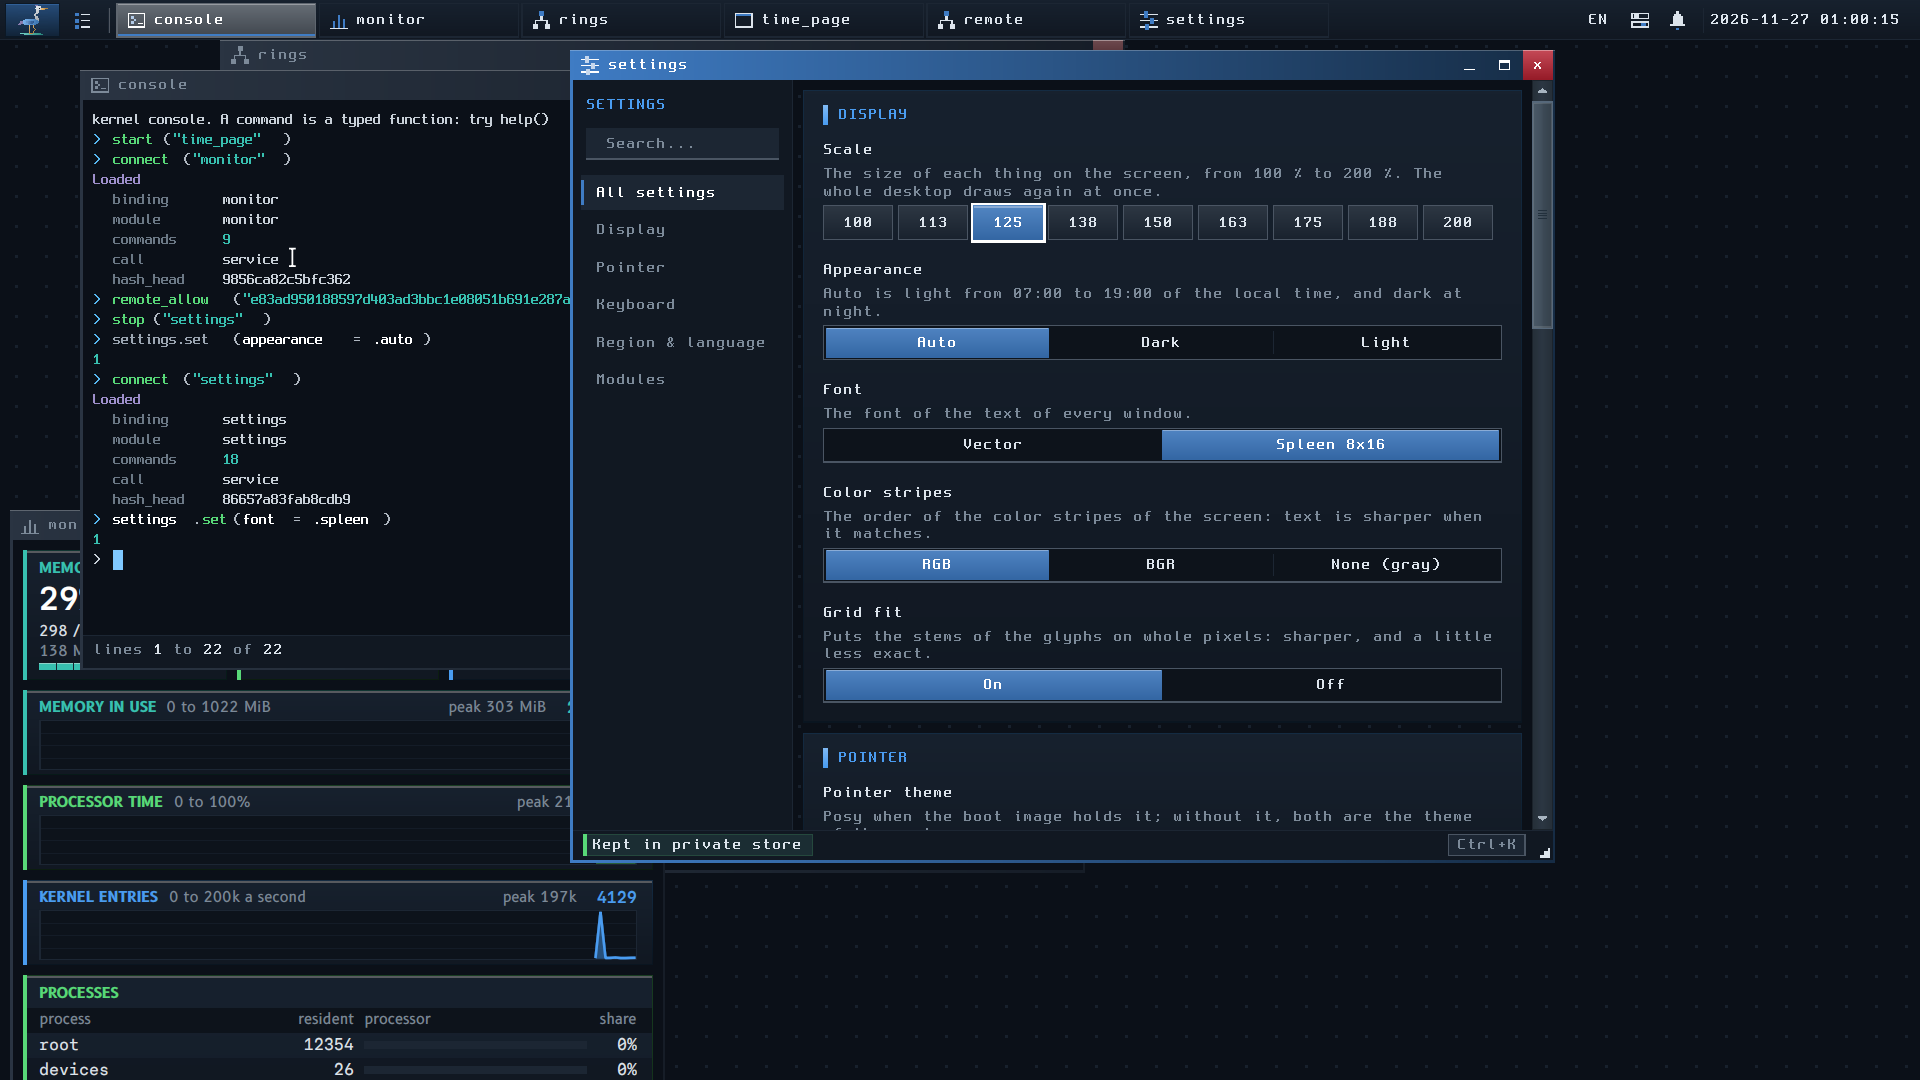 console
monitor
rings
time_page
remote
settings
EN
2026-11-27 01:00:15
rings
console
kernel console. A command is a typed function: try help()
> start ("time_page" )
> connect ("monitor" )
Loaded
binding monitor
module monitor
commands 9
call service
hash_head 9856ca82c5bfc362
> remote_allow ("e83ad950188597d403ad3bbc1e08051b691e287a
> stop ("settings" )
> settings.set (appearance = .auto )
1
> connect ("settings" )
Loaded
binding settings
module settings
commands 18
call service
hash_head 86657a83fab8cdb9
> settings .set (font = .spleen )
1
>
lines 1 to 22 of 22
mon
MEMO
29
298 /
138 M
MEMORY IN USE 0 to 1022 MiB peak 303 MiB
PROCESSOR TIME 0 to 100% peak 21
KERNEL ENTRIES 0 to 200k a second peak 197k 4129
PROCESSES
process resident processor share
root 12354 0%
devices 26 0%
settings
SETTINGS
Search...
All settings
Display
Pointer
Keyboard
Region & language
Modules
DISPLAY
Scale
The size of each thing on the screen, from 100 % to 200 %. The
whole desktop draws again at once.
100 113 125 138 150 163 175 188 200
Appearance
Auto is light from 07:00 to 19:00 of the local time, and dark at
night.
Auto Dark Light
Font
The font of the text of every window.
Vector Spleen 8x16
Color stripes
The order of the color stripes of the screen: text is sharper when
it matches.
RGB BGR None (gray)
Grid fit
Puts the stems of the glyphs on whole pixels: sharper, and a little
less exact.
On Off
POINTER
Pointer theme
Posy when the boot image holds it; without it, both are the theme
Kept in private store
Ctrl+K